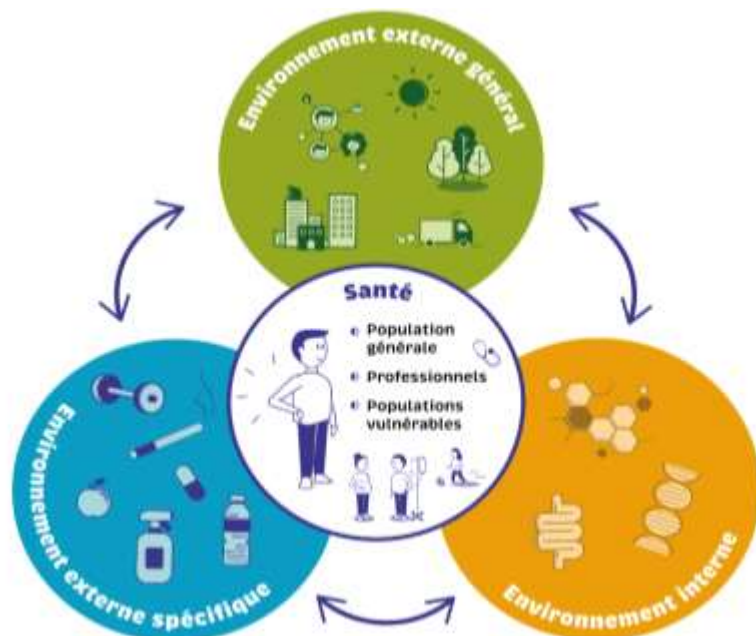 Environnement externe général
Santé
Population
générale
Professionnels
Populations
vulnérables
Environnement externe spécifique
Environnement interne